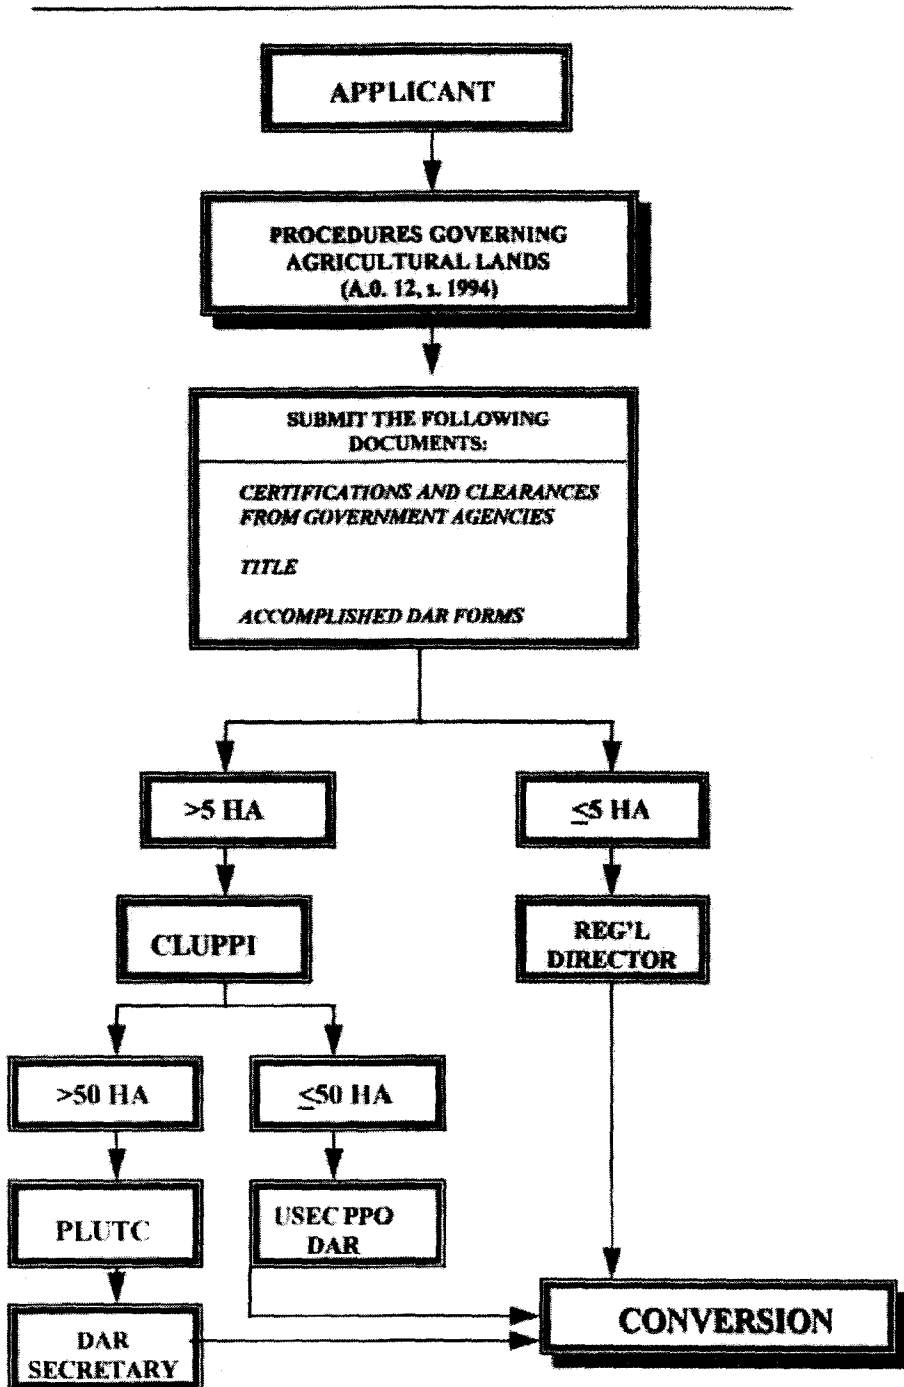 APPLICANT
PROCEDURES GOVERNING
AGRICULTURAL LANDS
(A.0. 12, s. 1994)
SUBMIT THE FOLLOWING
DOCUMENTS:
CERTIFICATIONS AND CLEARANCES
FROM GOVERNMENT AGENCIES
TITLE
ACCOMPLISHED DAR FORMS
>5 HA
≤5 HA
CLUPPI
REG'L
DIRECTOR
>50 HA
≤50 HA
PLUTC
USEC PPO
DAR
DAR
SECRETARY
CONVERSION